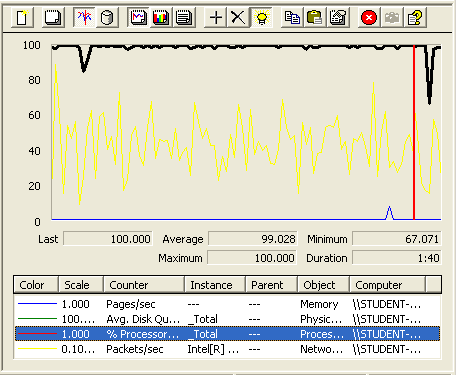 100
80
60
40
20
0
Last 100.000 Average 99.028 Minimum 67.071
Maximum 100.000 Duration 1:40
Color Scale Counter Instance Parent Object Computer
1.000 Pages/sec --- --- Memory \\STUDENT-...
100.... Avg. Disk Qu... _Total --- Physic... \\STUDENT-...
1.000 % Processor... _Total --- Proces... \\STUDENT-...
0.10... Packets/sec Intel[R] ... --- Netwo... \\STUDENT-...